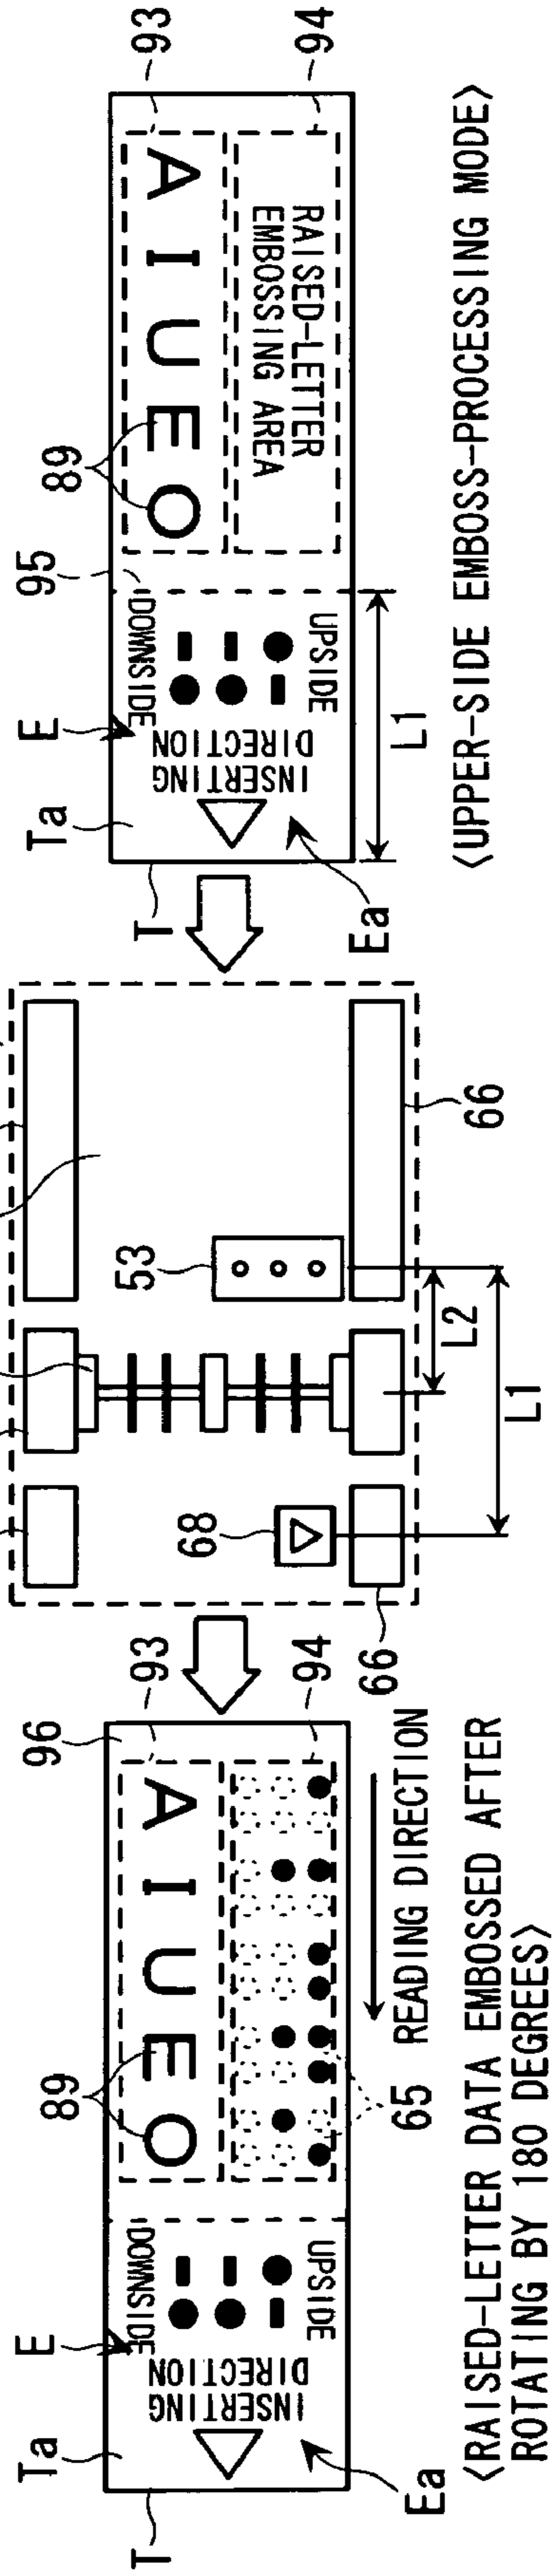 T
Ta
E
89
96
93
94
DOWNSIDE
UPSIDE
INSERTING
DIRECTION
A I U E O
65
Ea
READING DIRECTION
<RAISED-LETTER DATA EMBOSSED AFTER
ROTATING BY 180 DEGREES>
68
53
66
66
L2
L1
T
Ta
E
95
89
93
94
DOWNSIDE
UPSIDE
INSERTING
DIRECTION
A I U E O
RAISED-LETTER
EMBOSSING AREA
Ea
L1
<UPPER-SIDE EMBOSS-PROCESSING MODE>